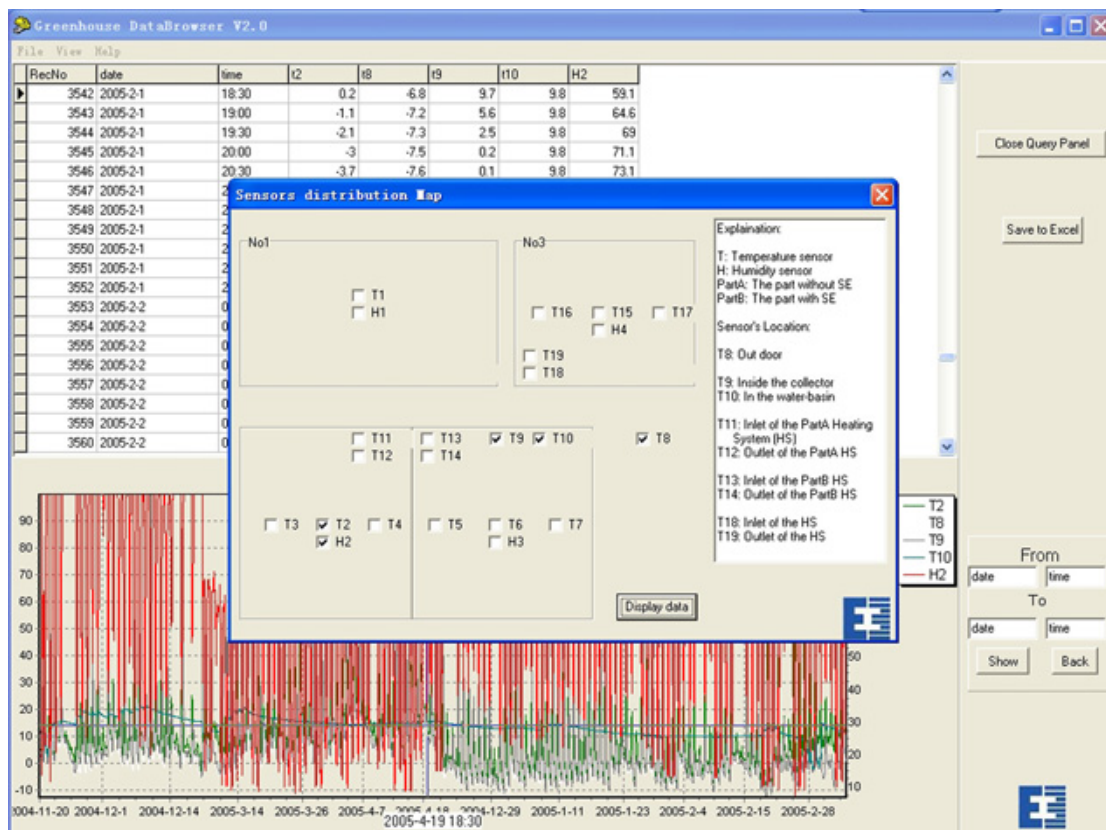 Greenhouse DataBrowser V2.0
File View Help
RecNo date time t2 t8 t9 t10 H2
3542 2005-2-1 18:30 0.2 -6.8 9.7 9.8 59.1
3543 2005-2-1 19:00 -1.1 -7.2 5.6 9.8 64.6
3544 2005-2-1 19:30 -2.1 -7.3 2.5 9.8 69
3545 2005-2-1 20:00 -3 -7.5 0.2 9.8 71.1
3546 2005-2-1 20:30 -3.7 -7.6 0.1 9.8 73.1
3547 2005-2-1 2
3548 2005-2-1 2
3549 2005-2-1 2
3550 2005-2-1 2
3551 2005-2-1 2
3552 2005-2-1 2
3553 2005-2-2 0
3554 2005-2-2 0
3555 2005-2-2 0
3556 2005-2-2 0
3557 2005-2-2 0
3558 2005-2-2 0
3559 2005-2-2 0
3560 2005-2-2 0
Close Query Panel
Save to Excel
Sensors distribution Map
No1
T1
H1
No3
T16 T15 T17
H4
T19
T18
T11 T13 T9 T10 T8
T12 T14
T3 T2 T4 T5 T6 T7
H2 H3
Display data
Explaination:
T: Temperature sensor
H: Humidity sensor
PartA: The part without SE
PartB: The part with SE
Sensor's Location:
T8: Out door
T9: Inside the collector
T10: In the water-basin
T11: Inlet of the PartA Heating
System (HS)
T12: Outlet of the PartA HS
T13: Inlet of the PartB HS
T14: Outlet of the PartB HS
T18: Inlet of the HS
T19: Outlet of the HS
T2
T8
T9
T10
H2
From
date time
To
date time
Show Back
90
80
70
60
50
40
30
20
10
0
-10
50
40
30
20
10
2004-11-20 2004-12-1 2004-12-14 2005-3-14 2005-3-26 2005-4-7 2004-12-29 2005-1-11 2005-1-23 2005-2-4 2005-2-15 2005-2-28
2005-4-19 18:30